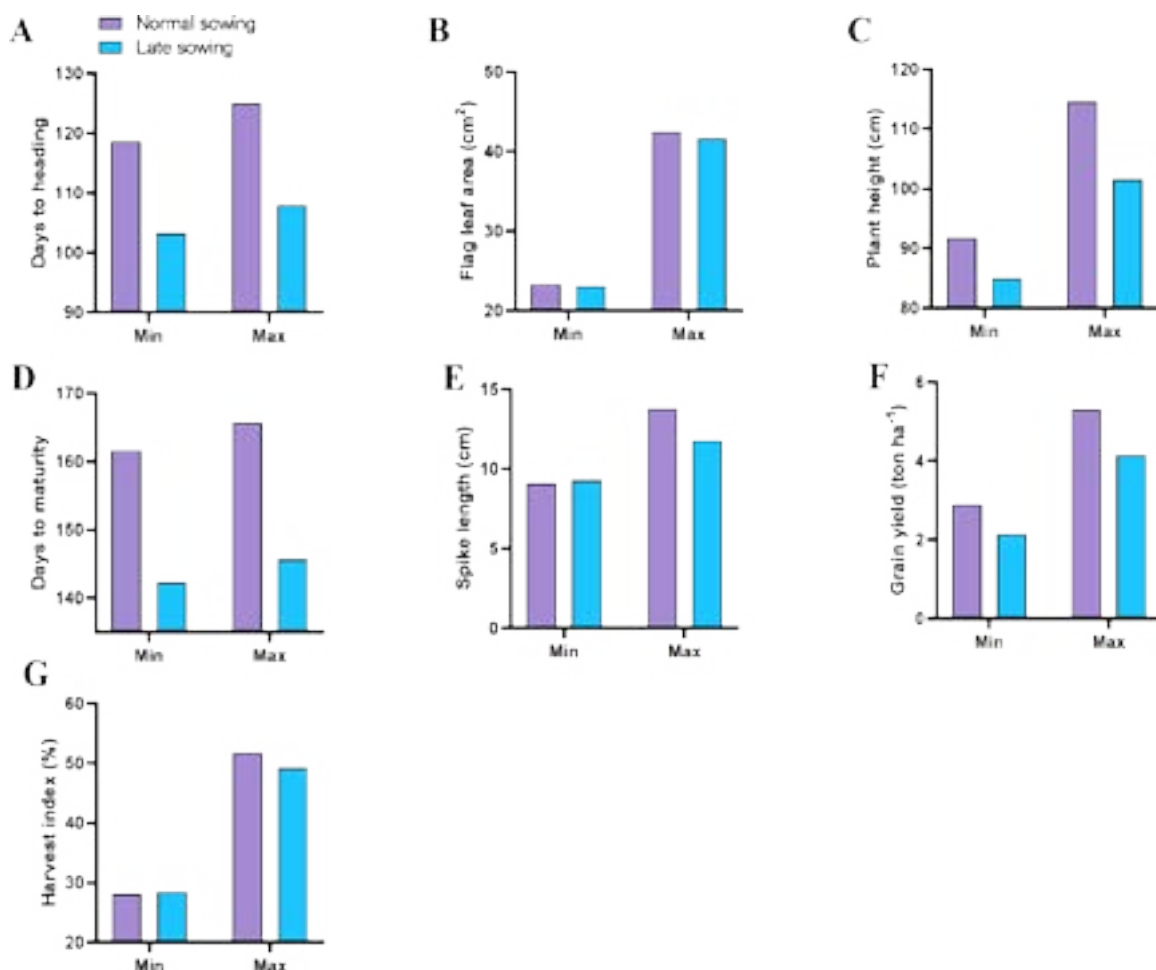 A
Normal sowing
Late sowing
Days to heading
130
120
110
100
90
Min Max
B
Flag leaf area (cm²)
50
40
30
20
Min Max
C
Plant height (cm)
120
110
100
90
80
Min Max
D
Days to maturity
170
160
150
140
Min Max
E
Spike length (cm)
15
10
5
0
Min Max
F
Grain yield (ton ha⁻¹)
6
4
2
0
Min Max
G
Harvest index (%)
60
50
40
30
20
Min Max